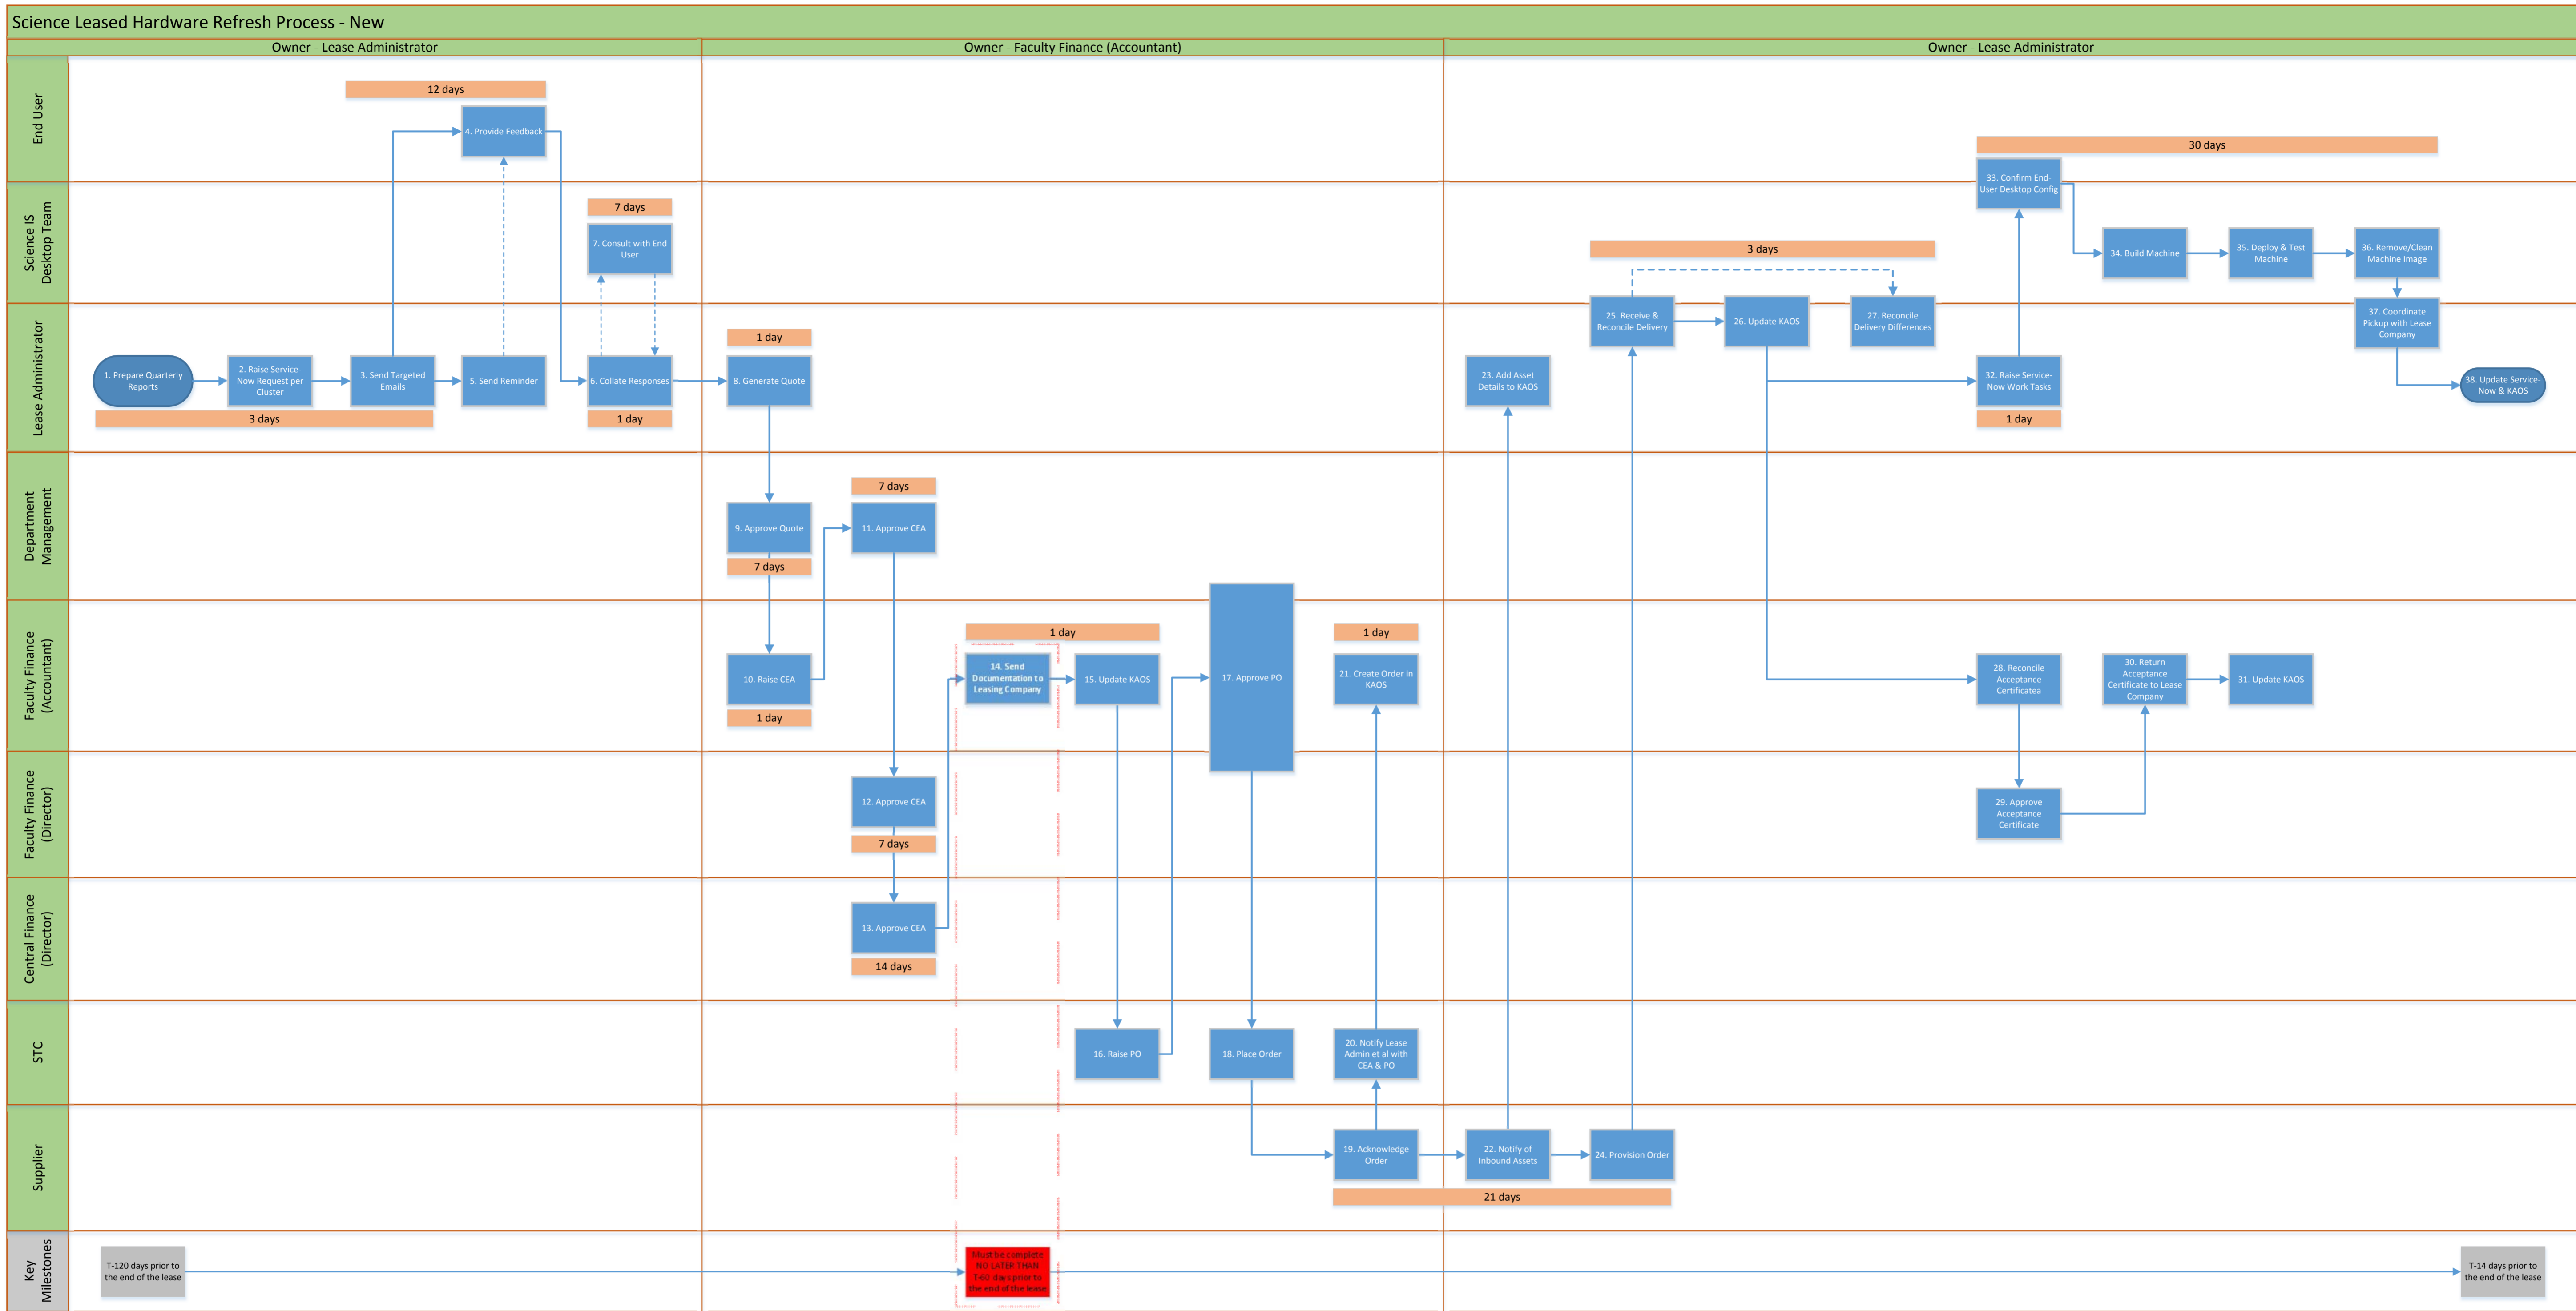 Science Leased Hardware Refresh Process - New
Owner - Lease Administrator
Owner - Faculty Finance (Accountant)
Owner - Lease Administrator
End User
12 days
4. Provide Feedback
30 days
33. Confirm End-
User Desktop Config
Science IS
Desktop Team
7 days
7. Consult with End
User
3 days
34. Build Machine
35. Deploy & Test
Machine
36. Remove/Clean
Machine Image
Lease Administrator
1. Prepare Quarterly
Reports
2. Raise Service-
Now Request per
Cluster
3. Send Targeted
Emails
5. Send Reminder
6. Collate Responses
3 days
1 day
1 day
8. Generate Quote
23. Add Asset
Details to KAOS
25. Receive &
Reconcile Delivery
26. Update KAOS
27. Reconcile
Delivery Differences
32. Raise Service-
Now Work Tasks
1 day
37. Coordinate
Pickup with Lease
Company
38. Update Service-
Now & KAOS
Department
Management
9. Approve Quote
7 days
7 days
11. Approve CEA
Faculty Finance
(Accountant)
10. Raise CEA
1 day
1 day
14. Send
Documentation to
Leasing Company
15. Update KAOS
17. Approve PO
1 day
21. Create Order in
KAOS
28. Reconcile
Acceptance
Certificatea
30. Return
Acceptance
Certificate to Lease
Company
31. Update KAOS
Faculty Finance
(Director)
12. Approve CEA
7 days
29. Approve
Acceptance
Certificate
Central Finance
(Director)
13. Approve CEA
14 days
STC
16. Raise PO
18. Place Order
20. Notify Lease
Admin et al with
CEA & PO
Supplier
19. Acknowledge
Order
22. Notify of
Inbound Assets
24. Provision Order
21 days
Key
Milestones
T-120 days prior to
the end of the lease
Must be complete
NO LATER THAN
T-60 days prior to
the end of the lease
T-14 days prior to
the end of the lease